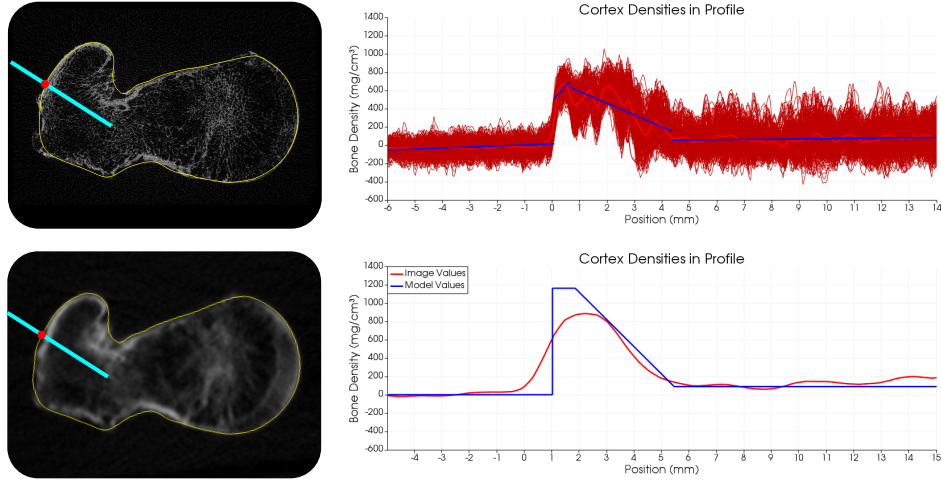 Cortex Densities in Profile
Bone Density (mg/cm³)
1400
1200
1000
800
600
400
200
0
-200
-400
-600
-6 -5 -4 -3 -2 -1 0 1 2 3 4 5 6 7 8 9 10 11 12 13 14
Position (mm)
Cortex Densities in Profile
Bone Density (mg/cm³)
1400
1200
1000
800
600
400
200
0
-200
-400
-600
Image Values
Model Values
-4 -3 -2 -1 0 1 2 3 4 5 6 7 8 9 10 11 12 13 14 15
Position (mm)